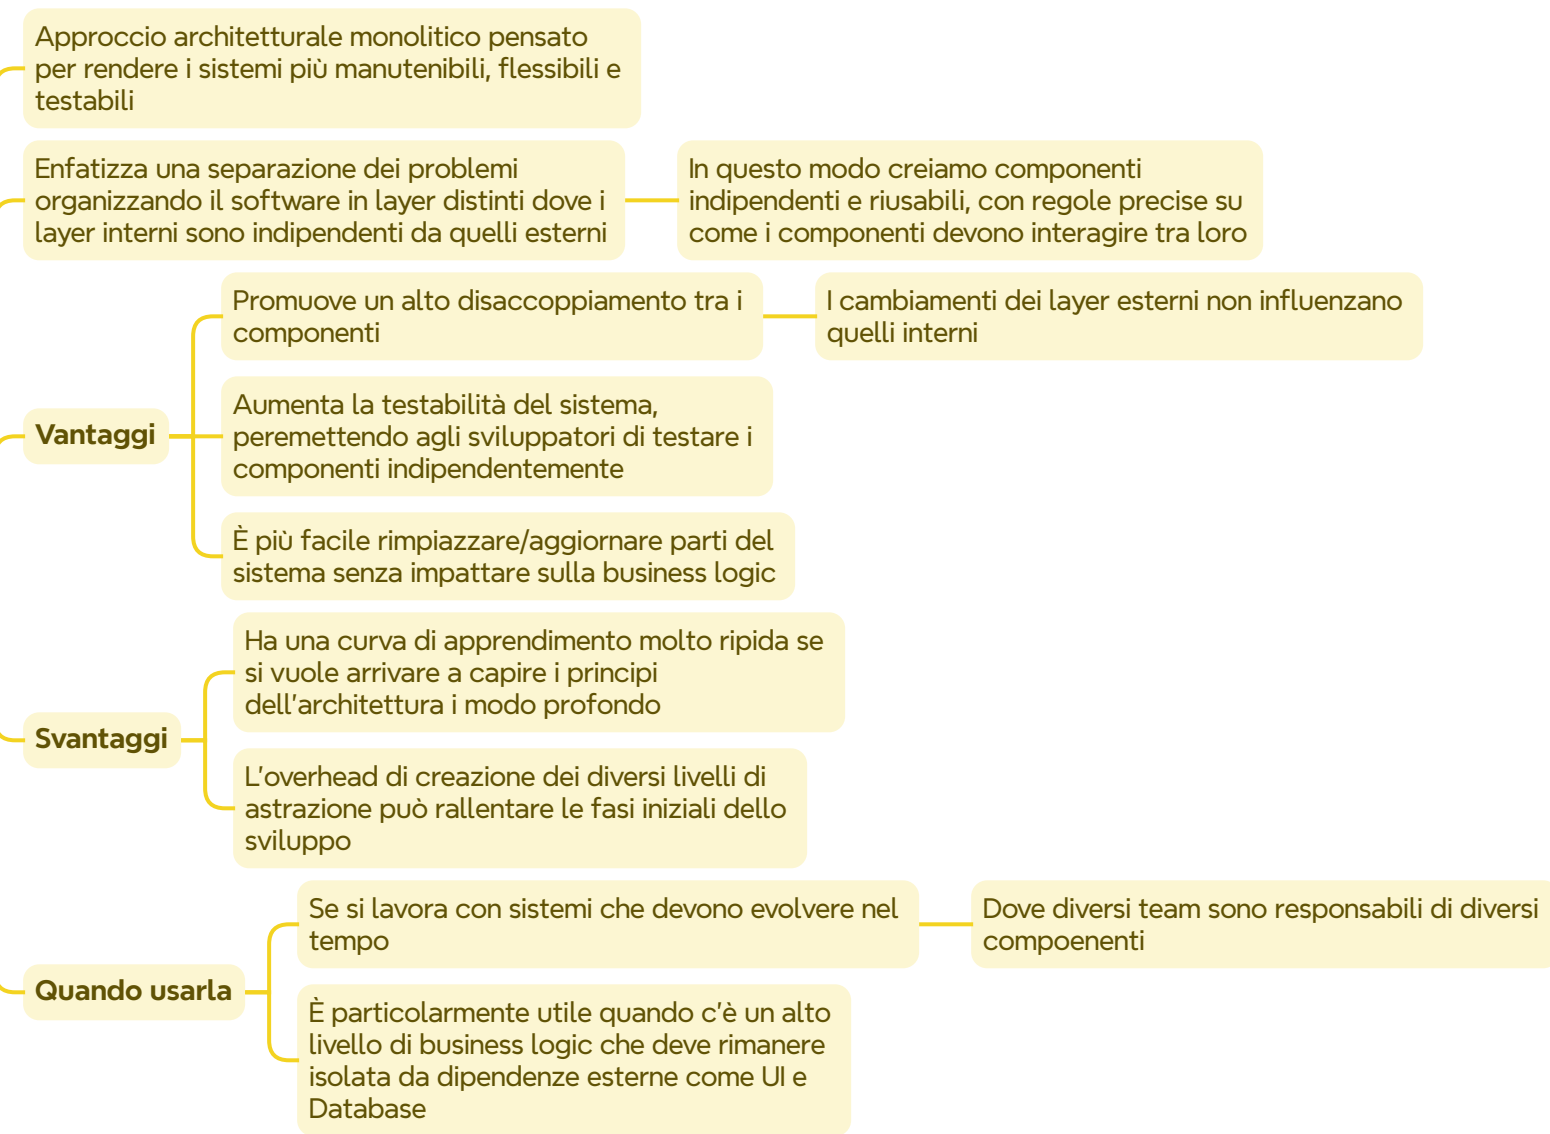 Approccio architetturale monolitico pensato
per rendere i sistemi più manutenibili, flessibili e
testabili
Enfatizza una separazione dei problemi
organizzando il software in layer distinti dove i
layer interni sono indipendenti da quelli esterni
In questo modo creiamo componenti
indipendenti e riusabili, con regole precise su
come i componenti devono interagire tra loro
Vantaggi
Promuove un alto disaccoppiamento tra i
componenti
I cambiamenti dei layer esterni non influenzano
quelli interni
Aumenta la testabilità del sistema,
peremettendo agli sviluppatori di testare i
componenti indipendentemente
È più facile rimpiazzare/aggiornare parti del
sistema senza impattare sulla business logic
Svantaggi
Ha una curva di apprendimento molto ripida se
si vuole arrivare a capire i principi
dell'architettura i modo profondo
L'overhead di creazione dei diversi livelli di
astrazione può rallentare le fasi iniziali dello
sviluppo
Quando usarla
Se si lavora con sistemi che devono evolvere nel
tempo
Dove diversi team sono responsabili di diversi
compoenenti
È particolarmente utile quando c'è un alto
livello di business logic che deve rimanere
isolata da dipendenze esterne come UI e
Database